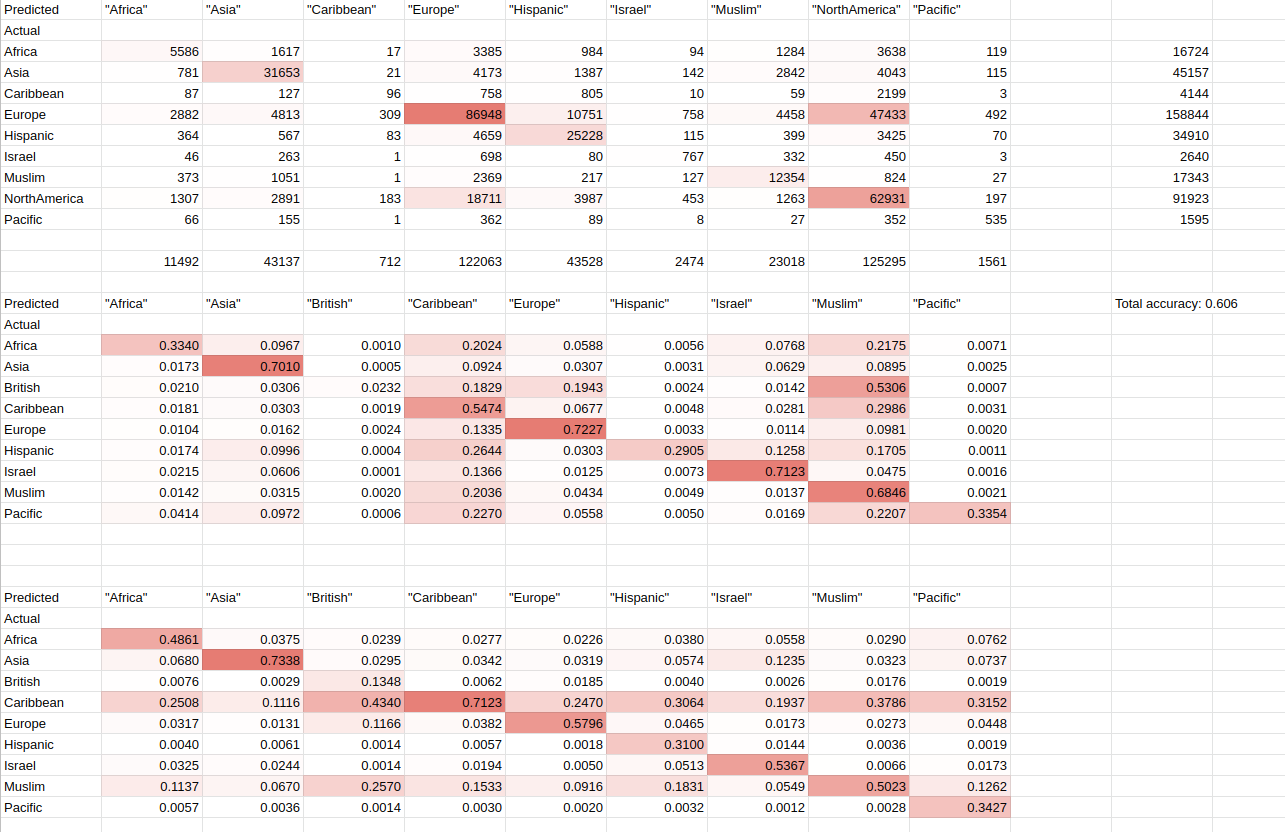 Predicted "Africa" "Asia" "Caribbean" "Europe" "Hispanic" "Israel" "Muslim" "NorthAmerica" "Pacific"
Actual
Africa 5586 1617 17 3385 984 94 1284 3638 119 16724
Asia 781 31653 21 4173 1387 142 2842 4043 115 45157
Caribbean 87 127 96 758 805 10 59 2199 3 4144
Europe 2882 4813 309 86948 10751 758 4458 47433 492 158844
Hispanic 364 567 83 4659 25228 115 399 3425 70 34910
Israel 46 263 1 698 80 767 332 450 3 2640
Muslim 373 1051 1 2369 217 127 12354 824 27 17343
NorthAmerica 1307 2891 183 18711 3987 453 1263 62931 197 91923
Pacific 66 155 1 362 89 8 27 352 535 1595
11492 43137 712 122063 43528 2474 23018 125295 1561
Predicted "Africa" "Asia" "British" "Caribbean" "Europe" "Hispanic" "Israel" "Muslim" "Pacific" Total accuracy: 0.606
Actual
Africa 0.3340 0.0967 0.0010 0.2024 0.0588 0.0056 0.0768 0.2175 0.0071
Asia 0.0173 0.7010 0.0005 0.0924 0.0307 0.0031 0.0629 0.0895 0.0025
British 0.0210 0.0306 0.0232 0.1829 0.1943 0.0024 0.0142 0.5306 0.0007
Caribbean 0.0181 0.0303 0.0019 0.5474 0.0677 0.0048 0.0281 0.2986 0.0031
Europe 0.0104 0.0162 0.0024 0.1335 0.7227 0.0033 0.0114 0.0981 0.0020
Hispanic 0.0174 0.0996 0.0004 0.2644 0.0303 0.2905 0.1258 0.1705 0.0011
Israel 0.0215 0.0606 0.0001 0.1366 0.0125 0.0073 0.7123 0.0475 0.0016
Muslim 0.0142 0.0315 0.0020 0.2036 0.0434 0.0049 0.0137 0.6846 0.0021
Pacific 0.0414 0.0972 0.0006 0.2270 0.0558 0.0050 0.0169 0.2207 0.3354
Predicted "Africa" "Asia" "British" "Caribbean" "Europe" "Hispanic" "Israel" "Muslim" "Pacific"
Actual
Africa 0.4861 0.0375 0.0239 0.0277 0.0226 0.0380 0.0558 0.0290 0.0762
Asia 0.0680 0.7338 0.0295 0.0342 0.0319 0.0574 0.1235 0.0323 0.0737
British 0.0076 0.0029 0.1348 0.0062 0.0185 0.0040 0.0026 0.0176 0.0019
Caribbean 0.2508 0.1116 0.4340 0.7123 0.2470 0.3064 0.1937 0.3786 0.3152
Europe 0.0317 0.0131 0.1166 0.0382 0.5796 0.0465 0.0173 0.0273 0.0448
Hispanic 0.0040 0.0061 0.0014 0.0057 0.0018 0.3100 0.0144 0.0036 0.0019
Israel 0.0325 0.0244 0.0014 0.0194 0.0050 0.0513 0.5367 0.0066 0.0173
Muslim 0.1137 0.0670 0.2570 0.1533 0.0916 0.1831 0.0549 0.5023 0.1262
Pacific 0.0057 0.0036 0.0014 0.0030 0.0020 0.0032 0.0012 0.0028 0.3427